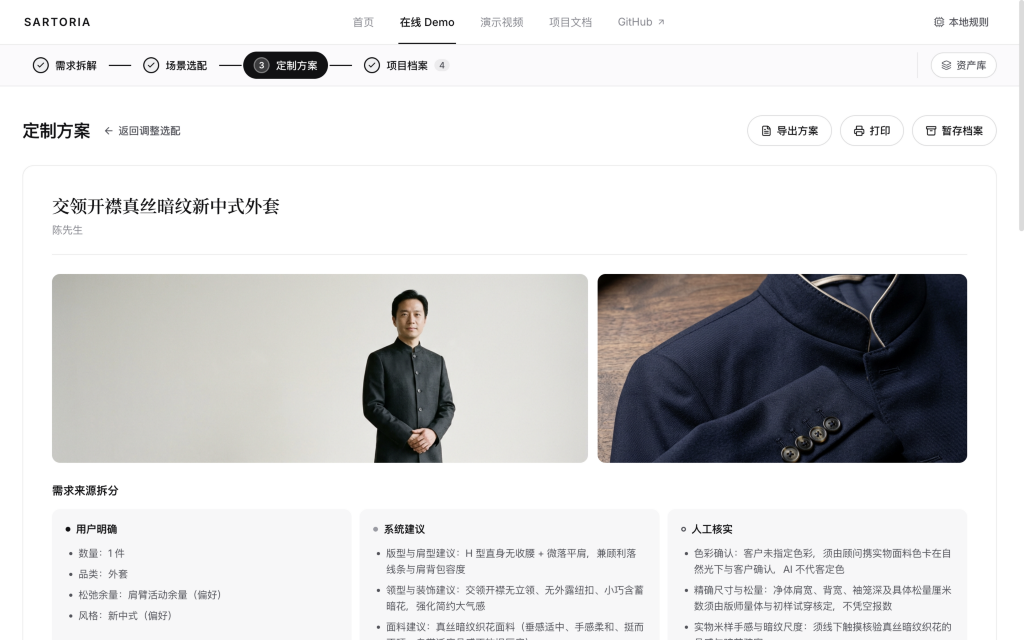 SARTORIA
首页
在线 Demo
演示视频
项目文档
GitHub ↗
本地规则
需求拆解
场景选配
3 定制方案
项目档案 4
资产库
定制方案
← 返回调整选配
导出方案
打印
暂存档案
交领开襟真丝暗纹新中式外套
陈先生
需求来源拆分
用户明确
• 数量：1 件
• 品类：外套
• 松弛余量：肩臂活动余量（偏好）
• 风格：新中式（偏好）
系统建议
• 版型与肩型建议：H 型直身无收腰 + 微落平肩，兼顾利落
线条与肩背包容度
• 领型与装饰建议：交领开襟无立领、无外露纽扣、小巧含蓄
暗花，强化简约大气感
• 面料建议：真丝暗纹织花面料（垂感适中、手感柔和、挺而
人工核实
• 色彩确认：客户未指定色彩，须由顾问携实物面料色卡在自
然光下与客户确认，AI 不代客定色
• 精确尺寸与松量：净体肩宽、背宽、袖笼深及具体松量厘米
数须由版师量体与初样试穿核定，不凭空报数
• 实物米样手感与暗纹尺度：须线下触摸核验真丝暗纹织花的